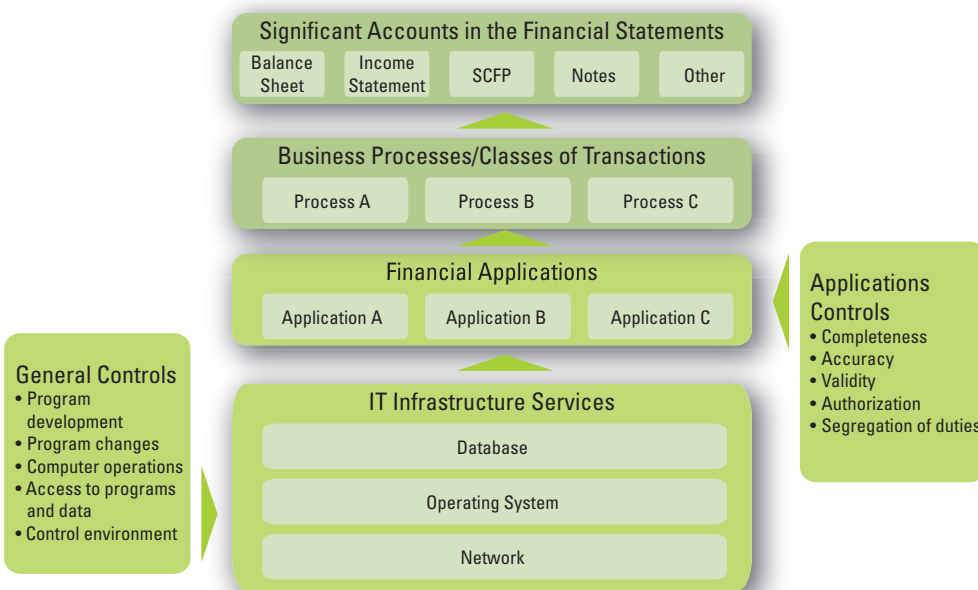 Significant Accounts in the Financial Statements
Balance
Sheet
Income
Statement
SCFP
Notes
Other
Business Processes/Classes of Transactions
Process A
Process B
Process C
Financial Applications
Application A
Application B
Application C
Applications
Controls
• Completeness
• Accuracy
• Validity
• Authorization
• Segregation of duties
General Controls
• Program
development
• Program changes
• Computer operations
• Access to programs
and data
• Control environment
IT Infrastructure Services
Database
Operating System
Network